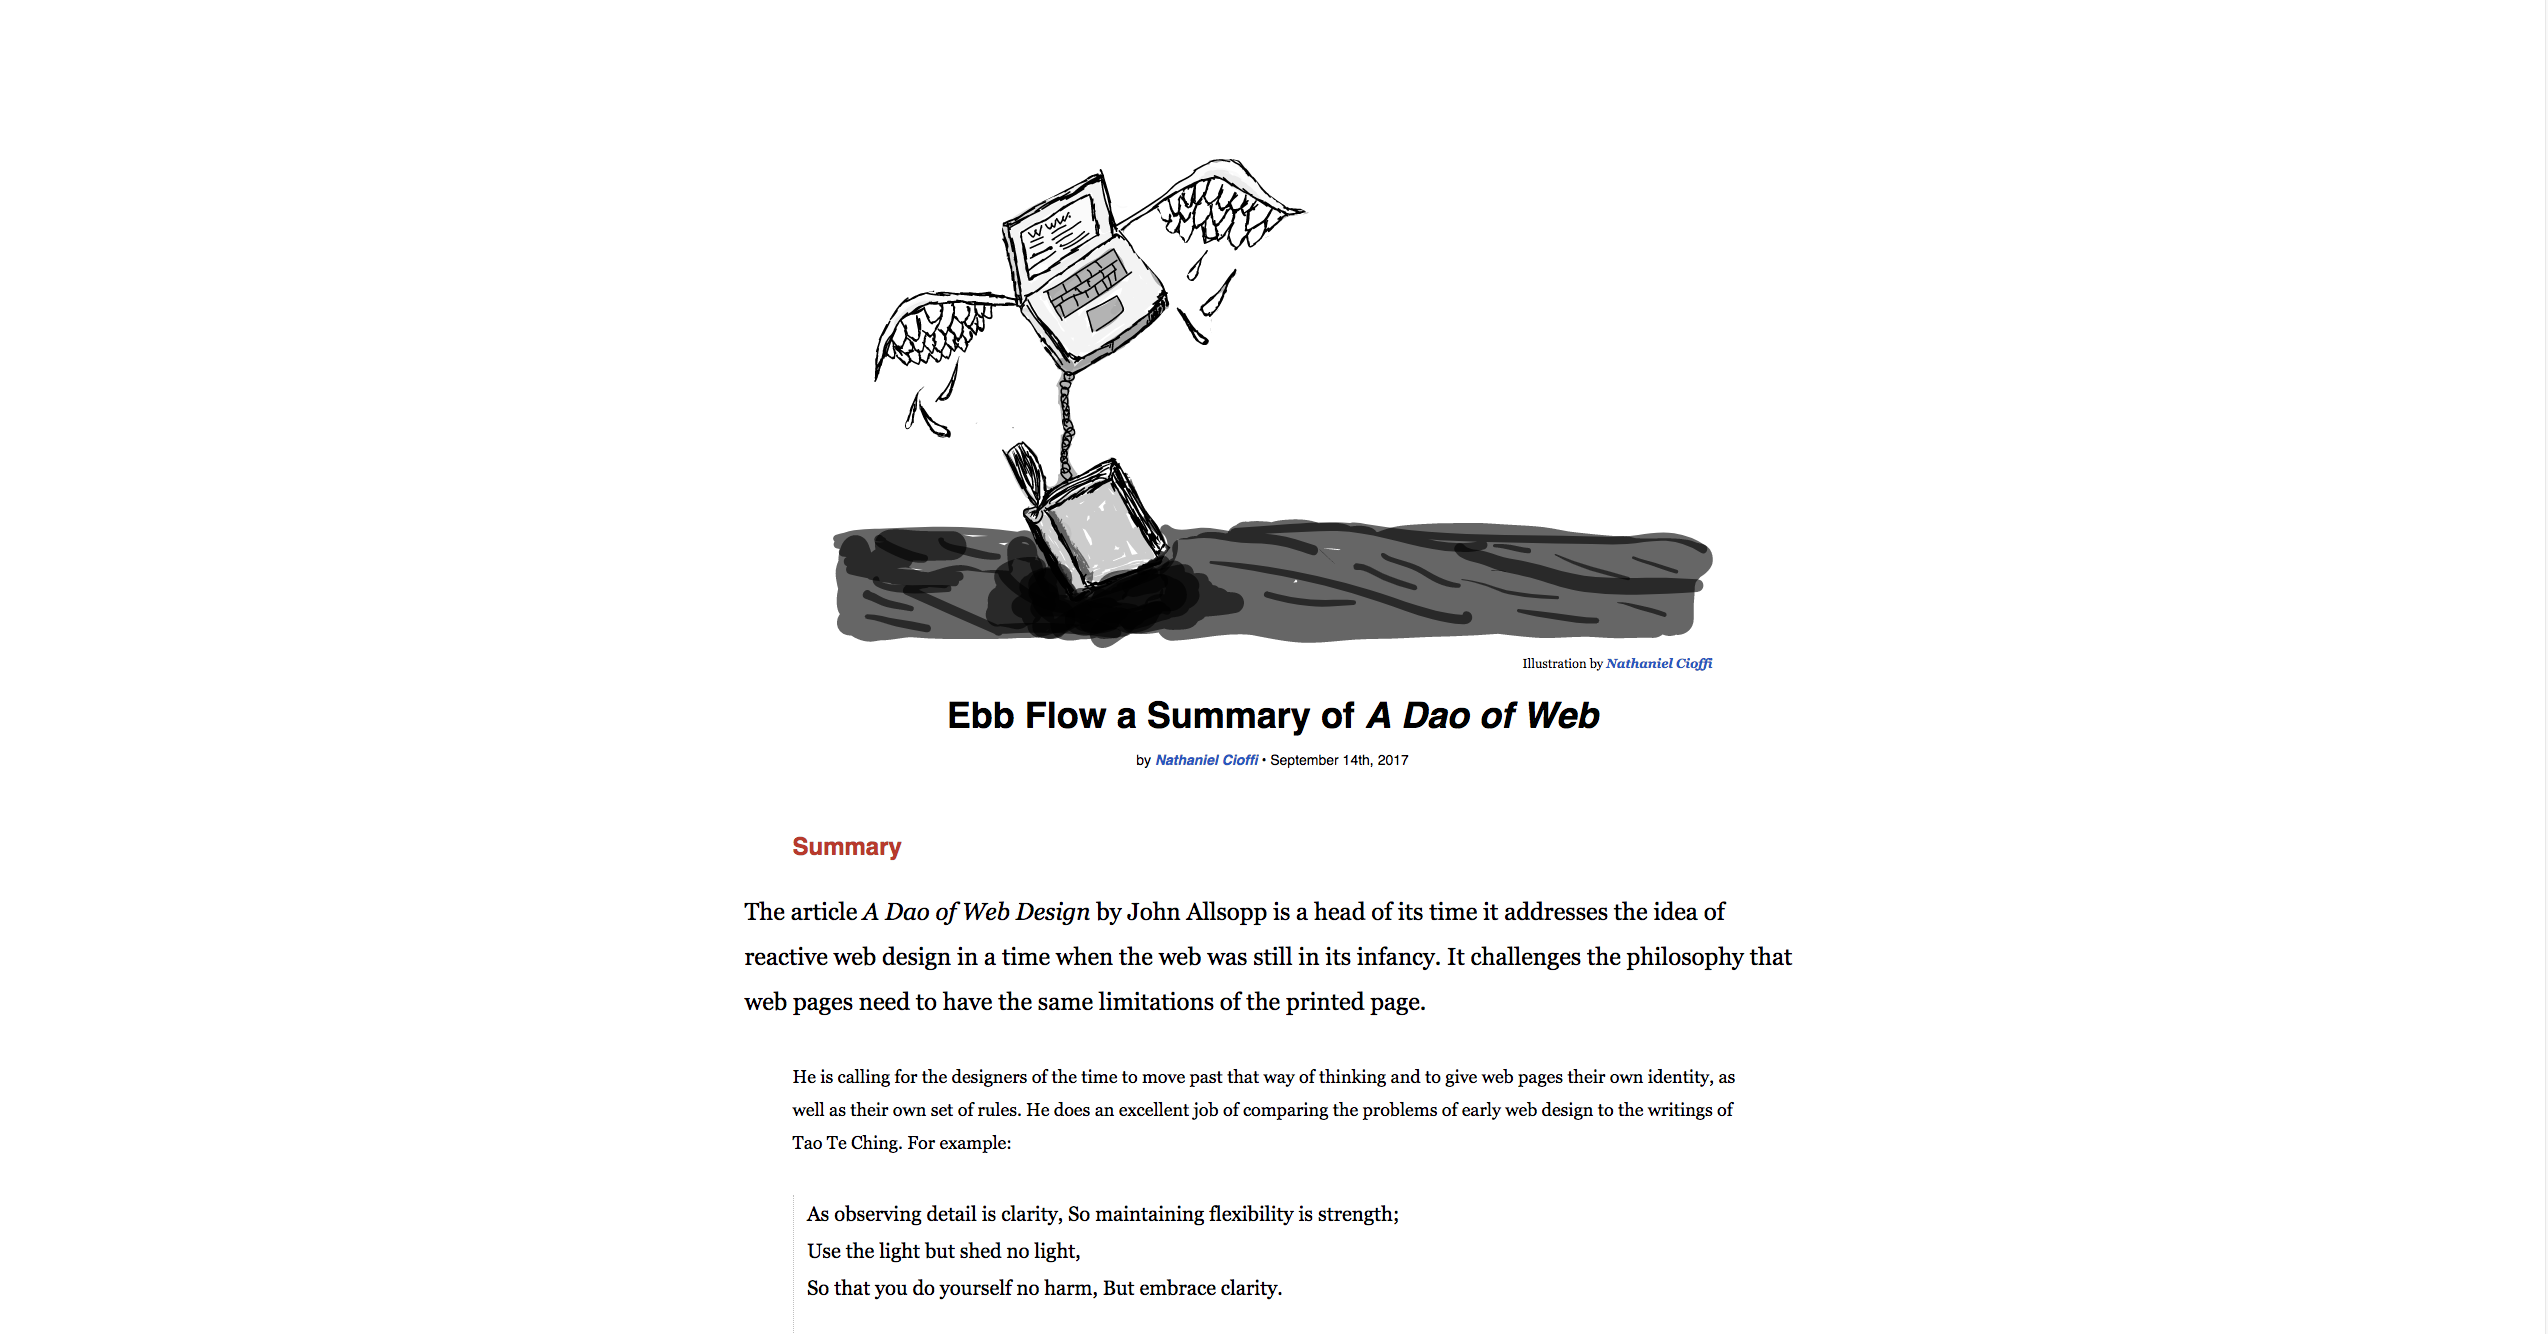 www.
Illustration by Nathaniel Cioffi
Ebb Flow a Summary of A Dao of Web
by Nathaniel Cioffi • September 14th, 2017
Summary
The article A Dao of Web Design by John Allsopp is a head of its time it addresses the idea of
reactive web design in a time when the web was still in its infancy. It challenges the philosophy that
web pages need to have the same limitations of the printed page.
He is calling for the designers of the time to move past that way of thinking and to give web pages their own identity, as
well as their own set of rules. He does an excellent job of comparing the problems of early web design to the writings of
Tao Te Ching. For example:
As observing detail is clarity, So maintaining flexibility is strength;
Use the light but shed no light,
So that you do yourself no harm, But embrace clarity.